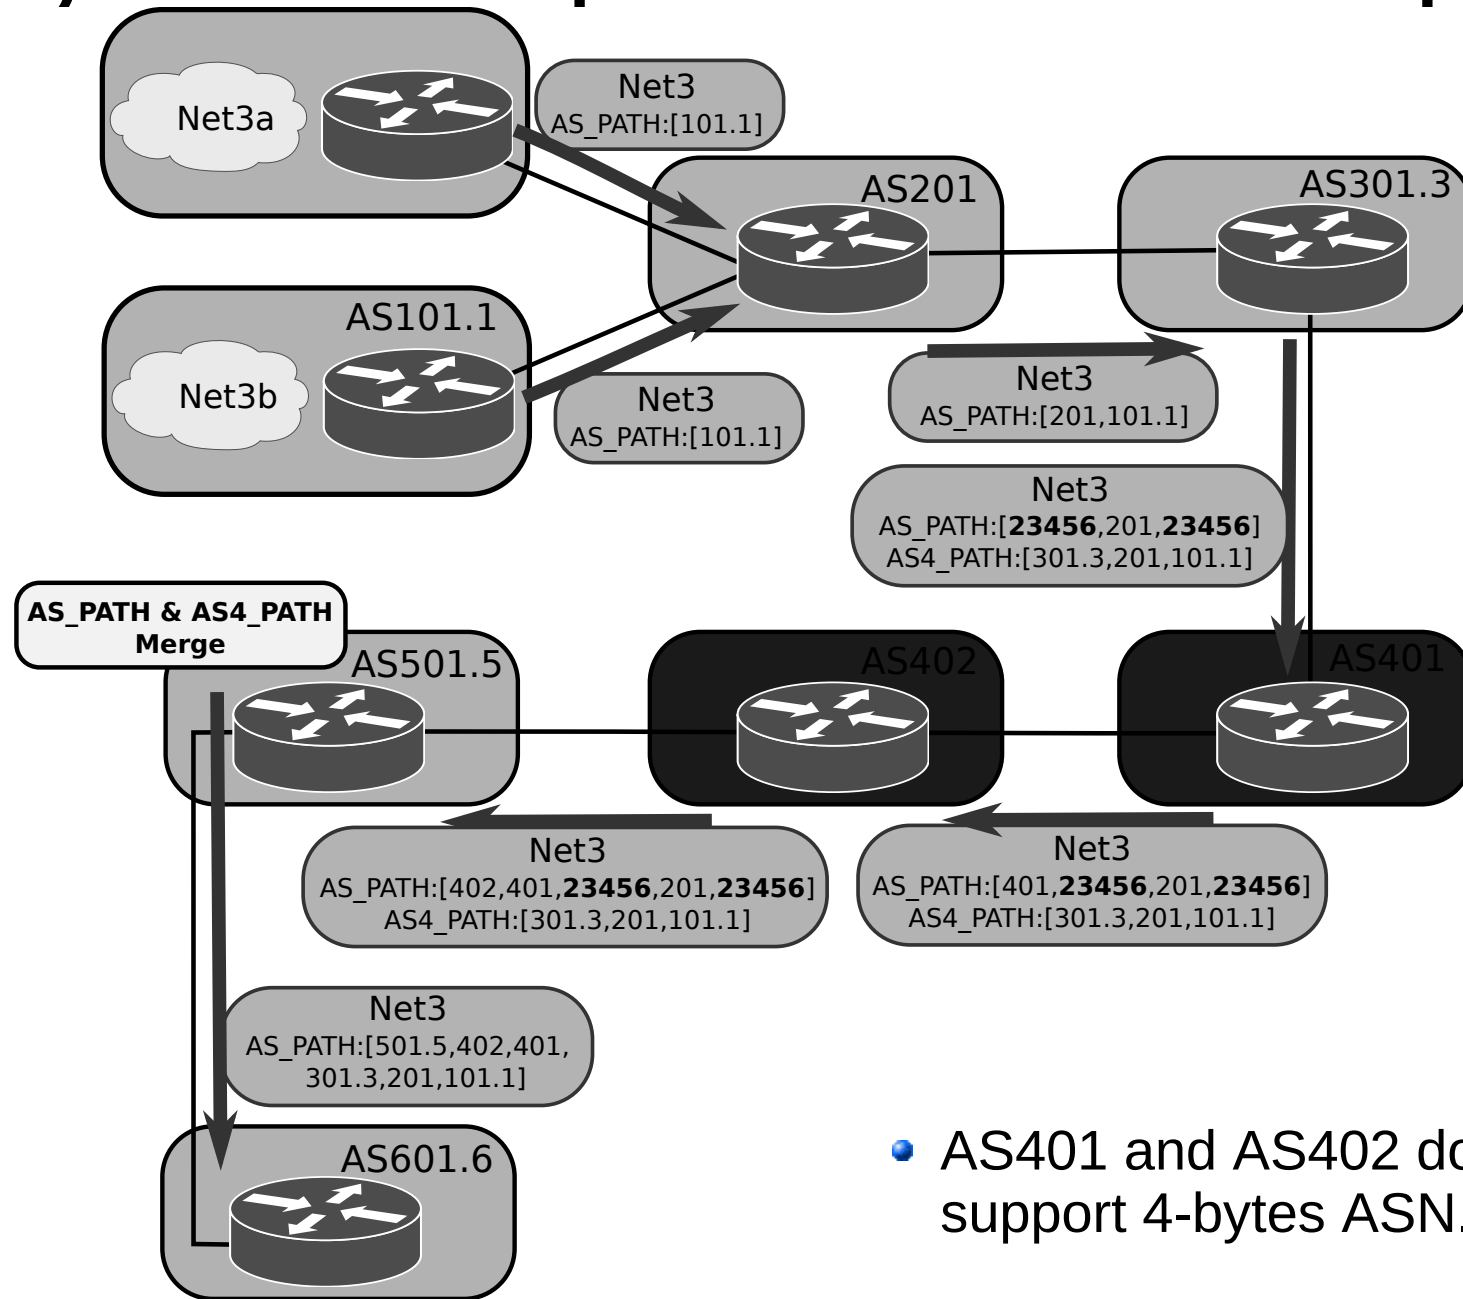 Net3a
Net3
AS_PATH:[101.1]
AS201
AS301.3
AS101.1
Net3b
Net3
AS_PATH:[101.1]
Net3
AS_PATH:[201,101.1]
Net3
AS_PATH:[23456,201,23456]
AS4_PATH:[301.3,201,101.1]
AS_PATH & AS4_PATH
Merge
AS501.5
AS402
AS401
Net3
AS_PATH:[402,401,23456,201,23456]
AS4_PATH:[301.3,201,101.1]
Net3
AS_PATH:[401,23456,201,23456]
AS4_PATH:[301.3,201,101.1]
Net3
AS_PATH:[501.5,402,401,
301.3,201,101.1]
AS601.6
AS401 and AS402 do
support 4-bytes ASN.